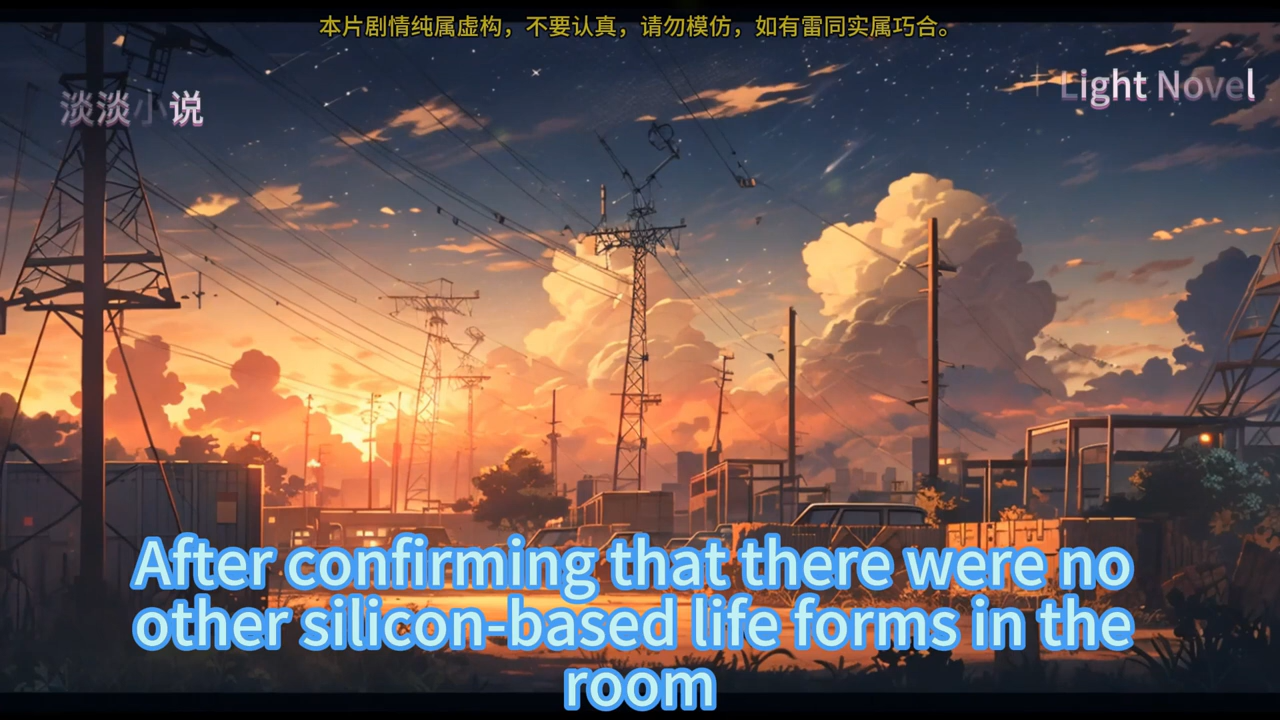 本片剧情纯属虚构，不要认真，请勿模仿，如有雷同实属巧合。
淡淡小说
Light Novel
After confirming that there were no
other silicon-based life forms in the
room